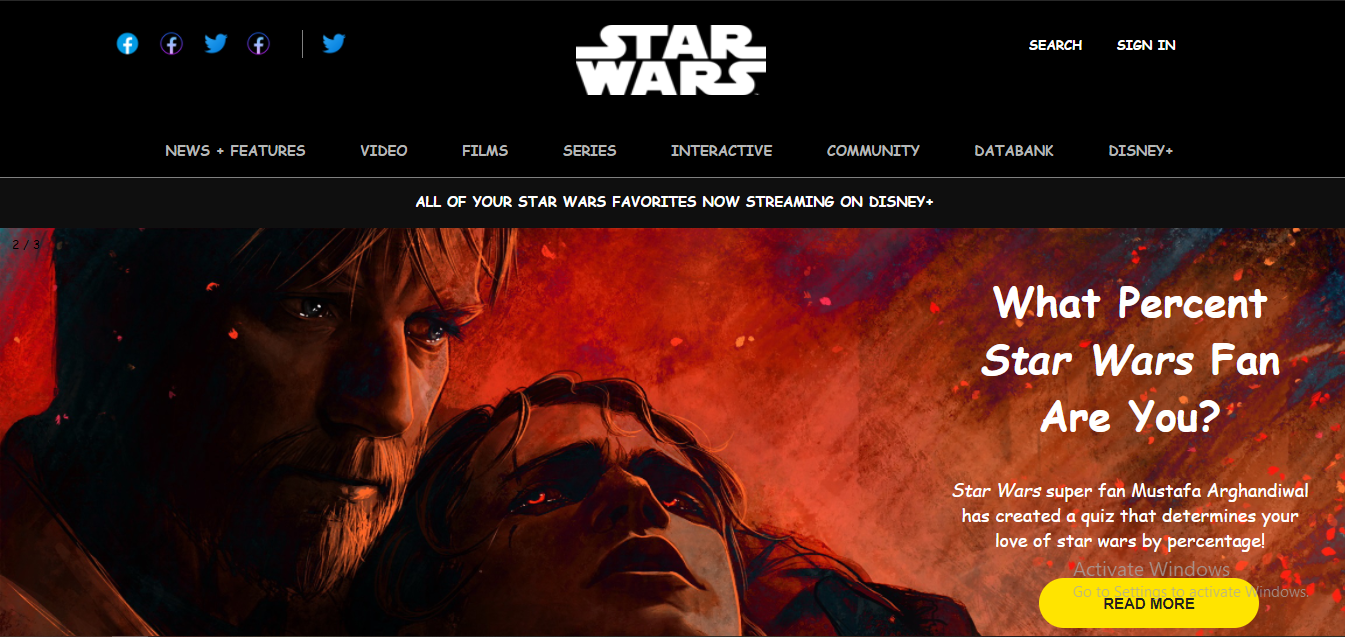 STAR
WARS
SEARCH SIGN IN
NEWS + FEATURES VIDEO FILMS SERIES INTERACTIVE COMMUNITY DATABANK DISNEY+
ALL OF YOUR STAR WARS FAVORITES NOW STREAMING ON DISNEY+
2 / 3
What Percent
Star Wars Fan
Are You?
Star Wars super fan Mustafa Arghandiwal
has created a quiz that determines your
love of star wars by percentage!
Activate Windows
Go to Settings to activate Windows.
READ MORE